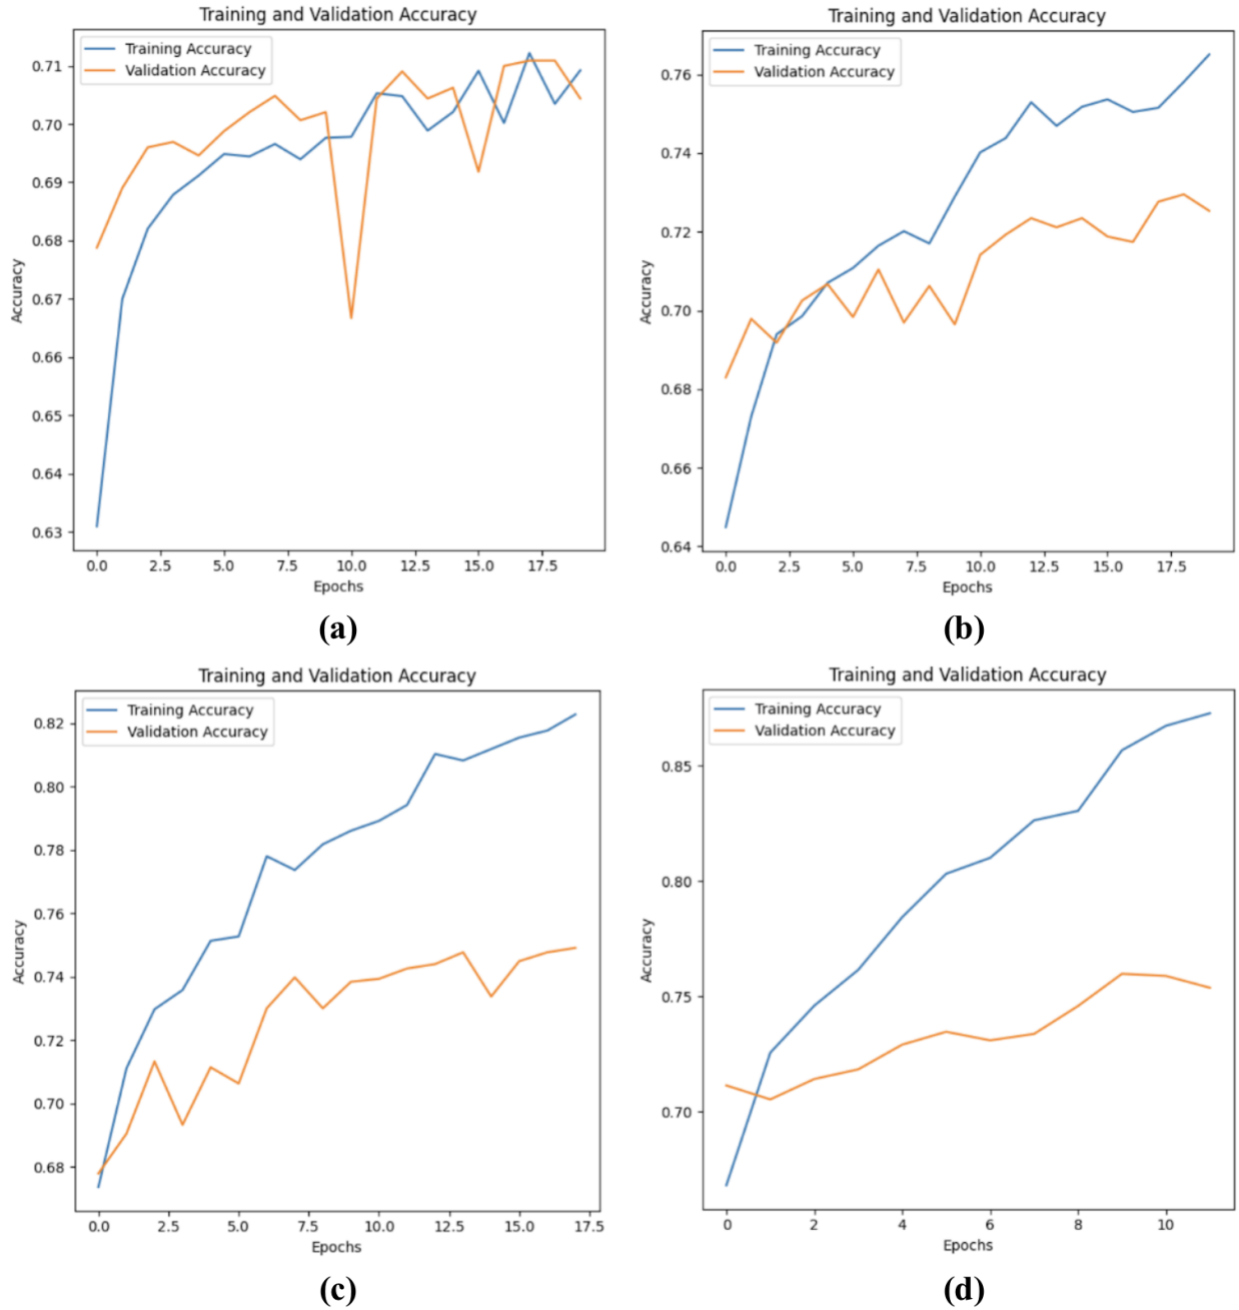 Training and Validation Accuracy
Training Accuracy
Validation Accuracy
0.71
0.70
0.69
0.68
0.67
0.66
0.65
0.64
0.63
Accuracy
0.0 2.5 5.0 7.5 10.0 12.5 15.0 17.5
Epochs
(a)
Training and Validation Accuracy
Training Accuracy
Validation Accuracy
0.76
0.74
0.72
0.70
0.68
0.66
0.64
Accuracy
0.0 2.5 5.0 7.5 10.0 12.5 15.0 17.5
Epochs
(b)
Training and Validation Accuracy
Training Accuracy
Validation Accuracy
0.82
0.80
0.78
0.76
0.74
0.72
0.70
0.68
Accuracy
0.0 2.5 5.0 7.5 10.0 12.5 15.0 17.5
Epochs
(c)
Training and Validation Accuracy
Training Accuracy
Validation Accuracy
0.85
0.80
0.75
0.70
Accuracy
0 2 4 6 8 10
Epochs
(d)